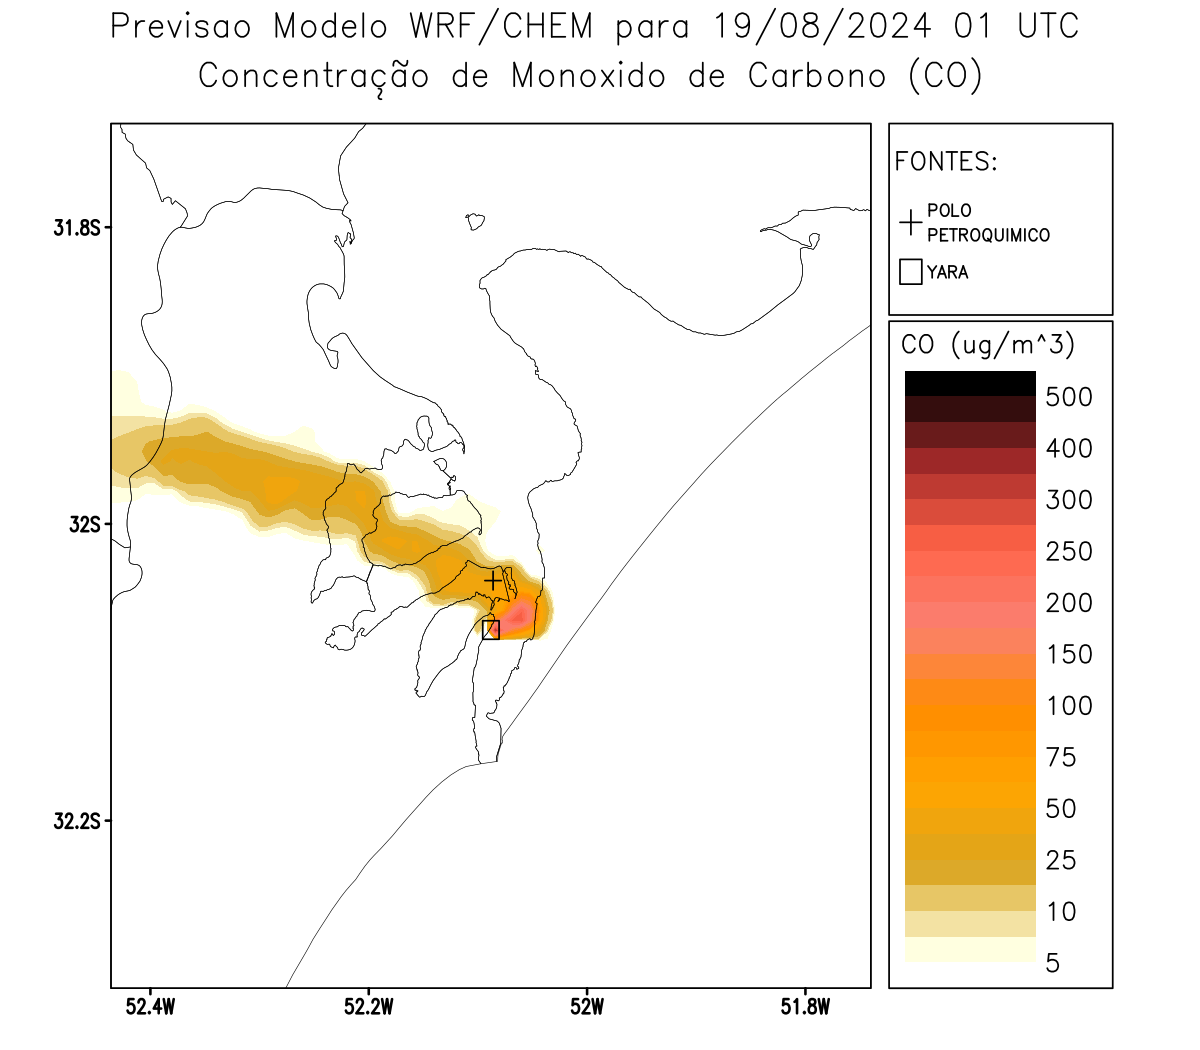 Previsao Modelo WRF/CHEM para 19/08/2024 01 UTC
Concentração de Monoxido de Carbono (CO)
FONTES:
POLO
PETROQUIMICO
YARA
CO (ug/m^3)
500
400
300
250
200
150
100
75
50
25
10
5
31.8S
32S
32.2S
52.4W
52.2W
52W
51.8W